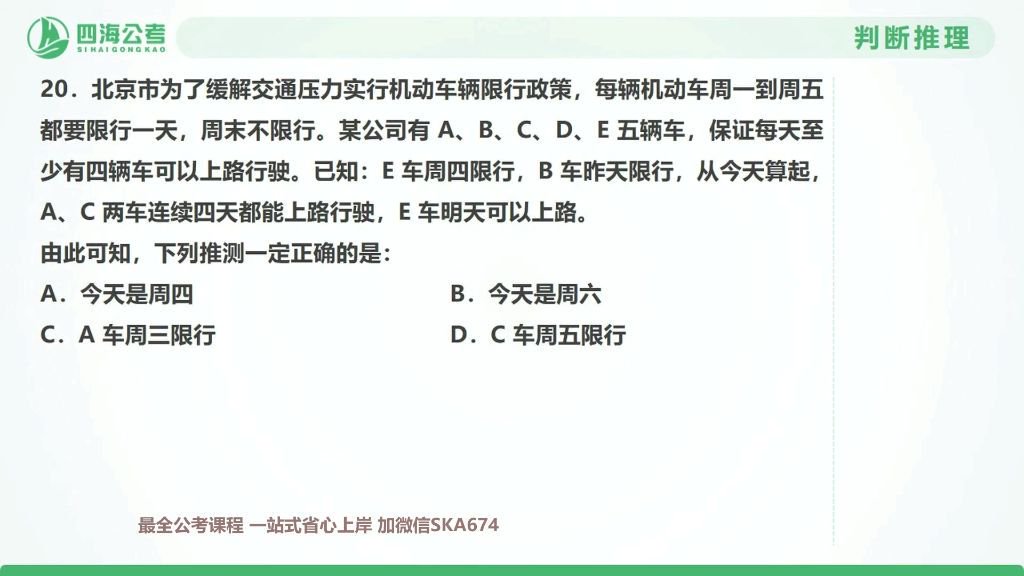 四海公考
SIHAIGONGKAO
判断推理
20．北京市为了缓解交通压力实行机动车辆限行政策，每辆机动车周一到周五
都要限行一天，周末不限行。某公司有 A、B、C、D、E 五辆车，保证每天至
少有四辆车可以上路行驶。已知：E 车周四限行，B 车昨天限行，从今天算起，
A、C 两车连续四天都能上路行驶，E 车明天可以上路。
由此可知，下列推测一定正确的是：
A．今天是周四
B．今天是周六
C．A 车周三限行
D．C 车周五限行
最全公考课程 一站式省心上岸 加微信SKA674